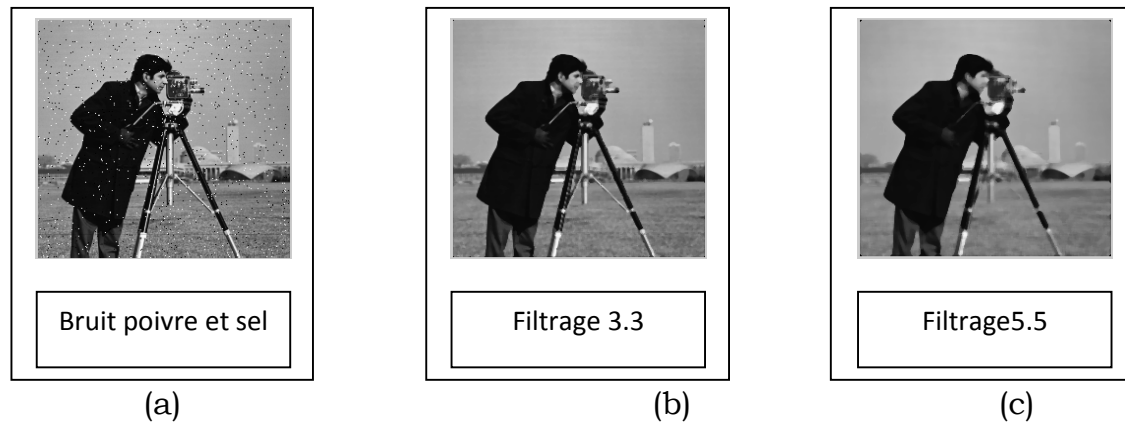 Bruit poivre et sel
Filtrage 3.3
Filtrage5.5
(a)
(b)
(c)